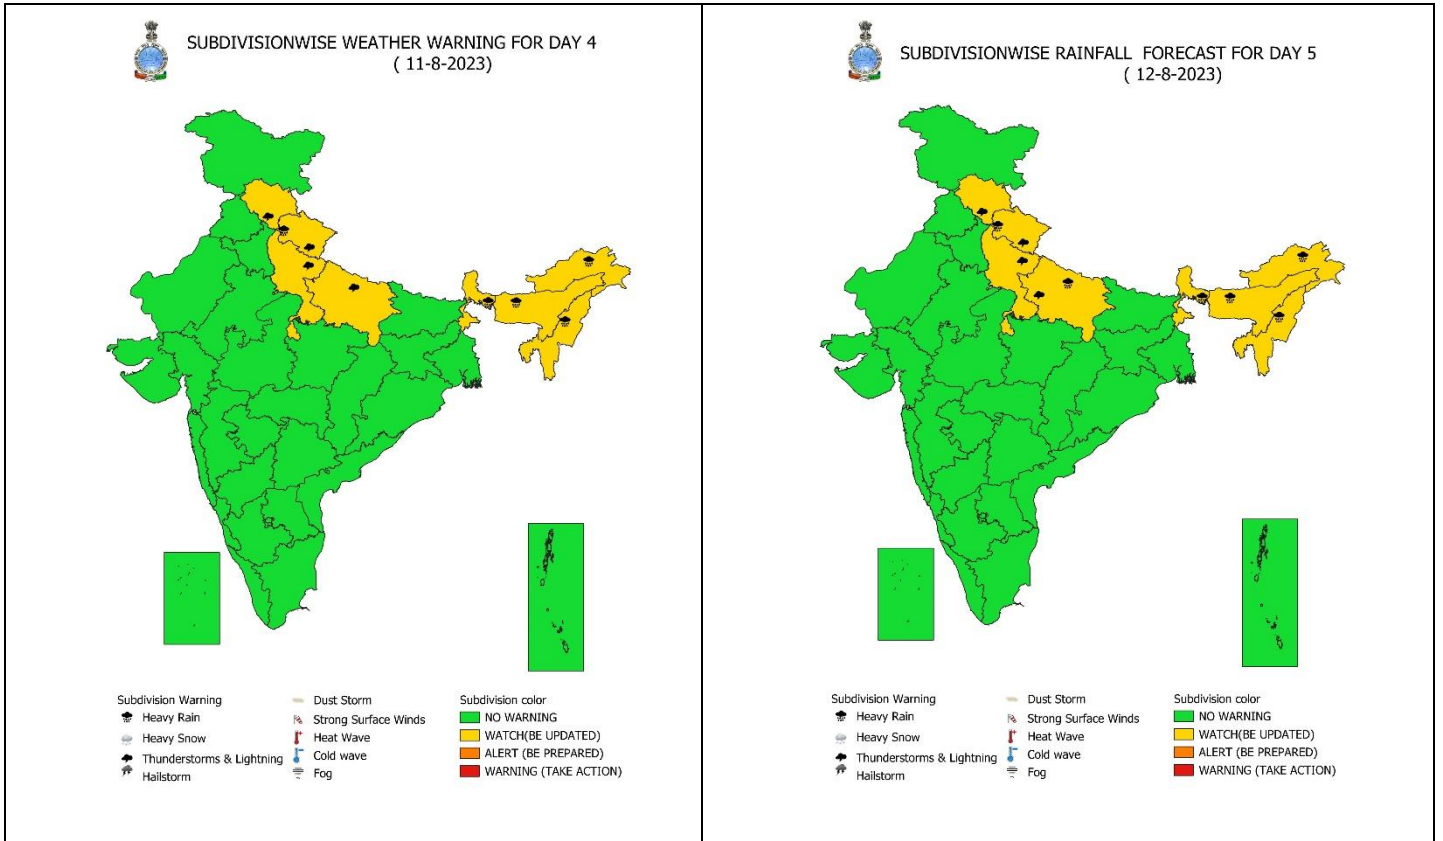 SUBDIVISIONWISE WEATHER WARNING FOR DAY 4
( 11-8-2023)
Subdivision Warning
Heavy Rain
Heavy Snow
Thunderstorms & Lightning
Hailstorm
Dust Storm
Strong Surface Winds
Heat Wave
Cold wave
Fog
Subdivision color
NO WARNING
WATCH(BE UPDATED)
ALERT (BE PREPARED)
WARNING (TAKE ACTION)
SUBDIVISIONWISE RAINFALL FORECAST FOR DAY 5
( 12-8-2023)
Subdivision Warning
Heavy Rain
Heavy Snow
Thunderstorms & Lightning
Hailstorm
Dust Storm
Strong Surface Winds
Heat Wave
Cold wave
Fog
Subdivision color
NO WARNING
WATCH(BE UPDATED)
ALERT (BE PREPARED)
WARNING (TAKE ACTION)